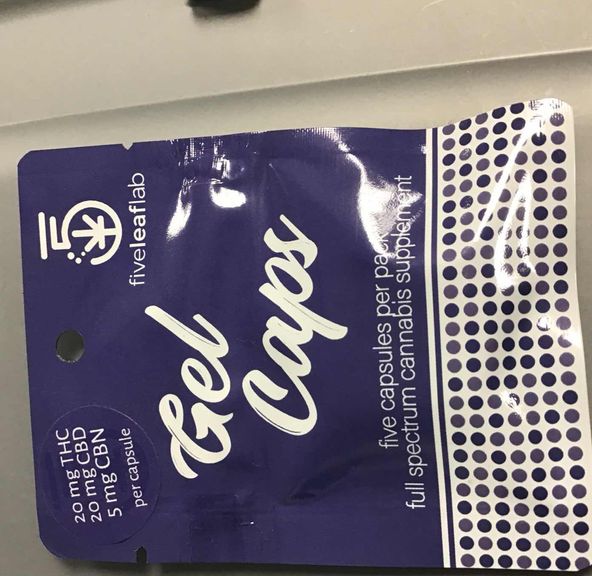 5
fiveleaflab
20 mg THC
20 mg CBD
5 mg CBN
per capsule
Gel
Caps
five capsules per pack
full spectrum cannabis supplement